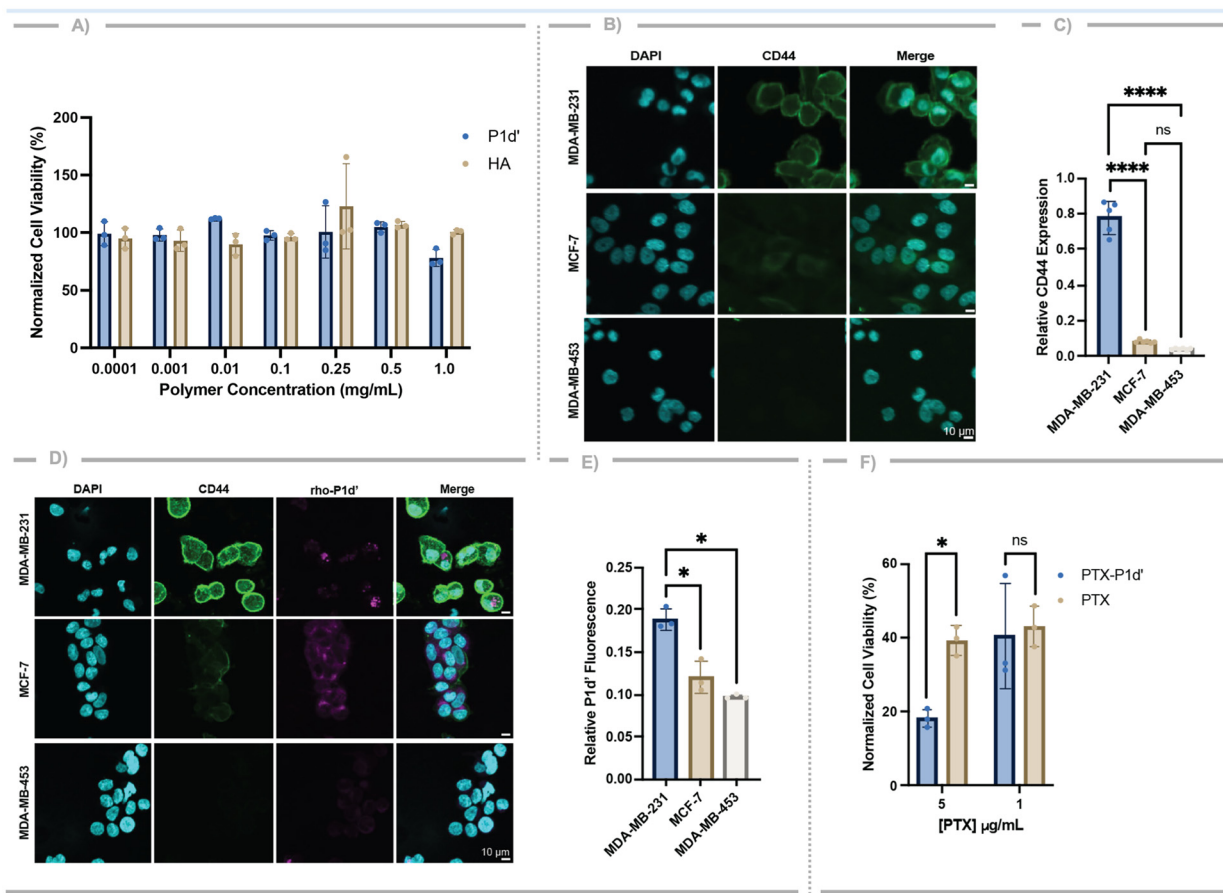 A)
Normalized Cell Viability (%)
200
150
100
50
0
0.0001 0.001 0.01 0.1 0.25 0.5 1.0
Polymer Concentration (mg/mL)
P1d'
HA
B)
DAPI CD44 Merge
MDA-MB-231
MCF-7
MDA-MB-453
10 µm
C)
Relative CD44 Expression
****
ns
****
1.0
0.8
0.6
0.4
0.2
0.0
MDA-MB-231 MCF-7 MDA-MB-453
D)
DAPI CD44 rho-P1d' Merge
MDA-MB-231
MCF-7
MDA-MB-453
10 µm
E)
Relative P1d' Fluorescence
*
*
0.20
0.15
0.10
0.05
0.00
MDA-MB-231 MCF-7 MDA-MB-453
F)
Normalized Cell Viability (%)
* ns
60
40
20
0
5 1
[PTX] µg/mL
PTX-P1d'
PTX